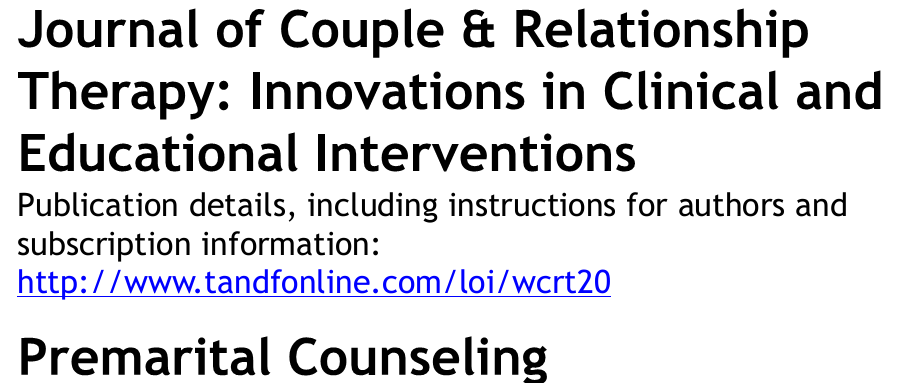 Journal of Couple & Relationship
Therapy: Innovations in Clinical and
Educational Interventions
Publication details, including instructions for authors and
subscription information:
http://www.tandfonline.com/loi/wcrt20
Premarital Counseling